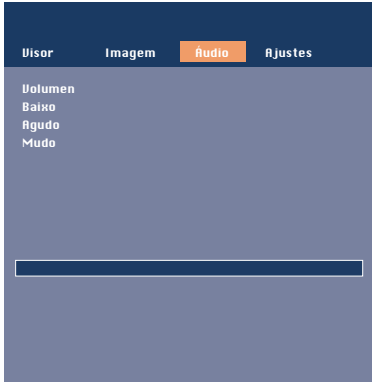 Visor Imagem Áudio Ajustes
Volumen
Baixo
Agudo
Mudo